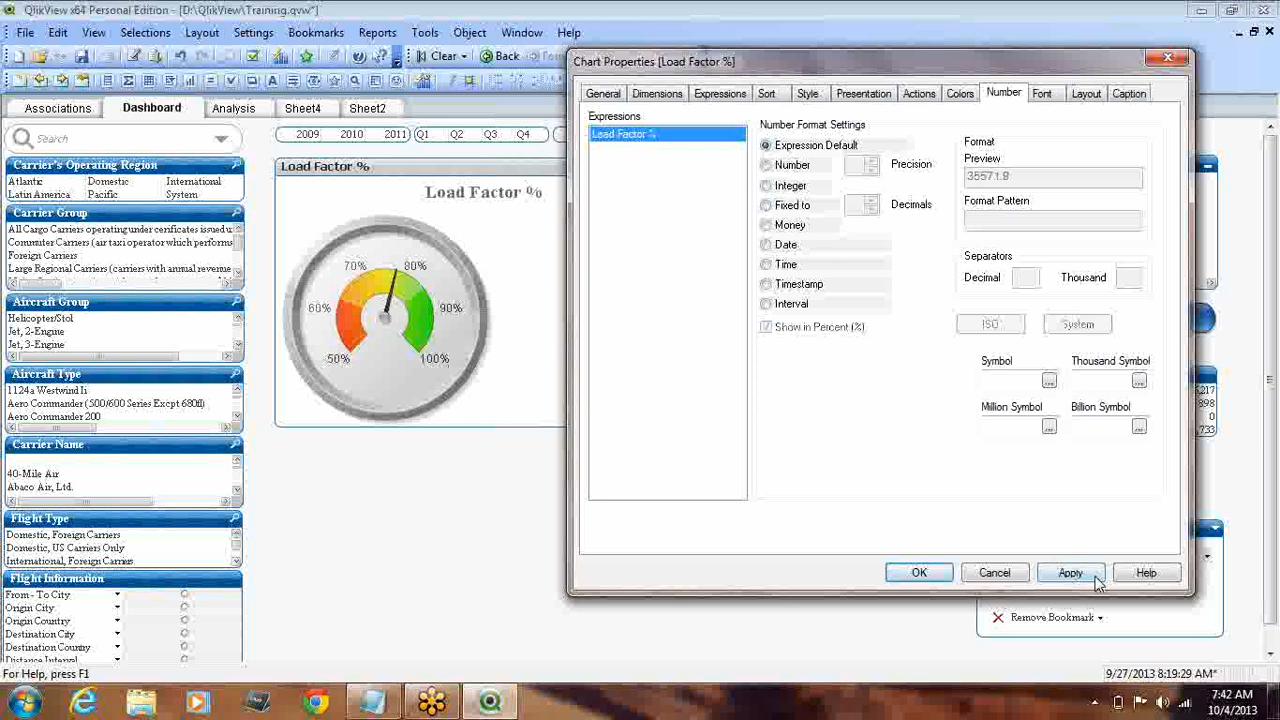 QlikView x64 Personal Edition - [D:\QlikView\Training.qvw*]
File Edit View Selections Layout Settings Bookmarks Reports Tools Object Window Help
Clear Back
Associations Dashboard Analysis Sheet4 Sheet2
Search
2009 2010 2011 Q1 Q2 Q3 Q4
Carrier's Operating Region
Atlantic Domestic International
Latin America Pacific System
Carrier Group
All Cargo Carriers operating under certificates issued u
Commuter Carriers (air taxi operator which performs
Foreign Carriers
Large Regional Carriers (carriers with annual revenue
Aircraft Group
Helicopter/Stol
Jet, 2-Engine
Jet, 3-Engine
Aircraft Type
1124a Westwind Ii
Aero Commander (500/600 Series Excpt 680fl)
Aero Commander 200
Carrier Name
40-Mile Air
Abaco Air, Ltd.
Flight Type
Domestic, Foreign Carriers
Domestic, US Carriers Only
International, Foreign Carriers
Flight Information
From - To City
Origin City
Origin Country
Destination City
Destination Country
Distance Interval
Load Factor %
Load Factor %
70% 80%
60% 90%
50% 100%
Chart Properties [Load Factor %]
General Dimensions Expressions Sort Style Presentation Actions Colors Number Font Layout Caption
Expressions
Load Factor %
Number Format Settings
Expression Default
Number Precision
Integer
Fixed to Decimals
Money
Date
Time
Timestamp
Interval
Show in Percent (%)
Format
Preview
35571.8
Format Pattern
Separators
Decimal Thousand
ISO System
Symbol Thousand Symbol
... ...
Million Symbol Billion Symbol
... ...
OK Cancel Apply Help
,217
898
0
,733
Remove Bookmark
For Help, press F1
9/27/2013 8:19:29 AM*
7:42 AM
10/4/2013